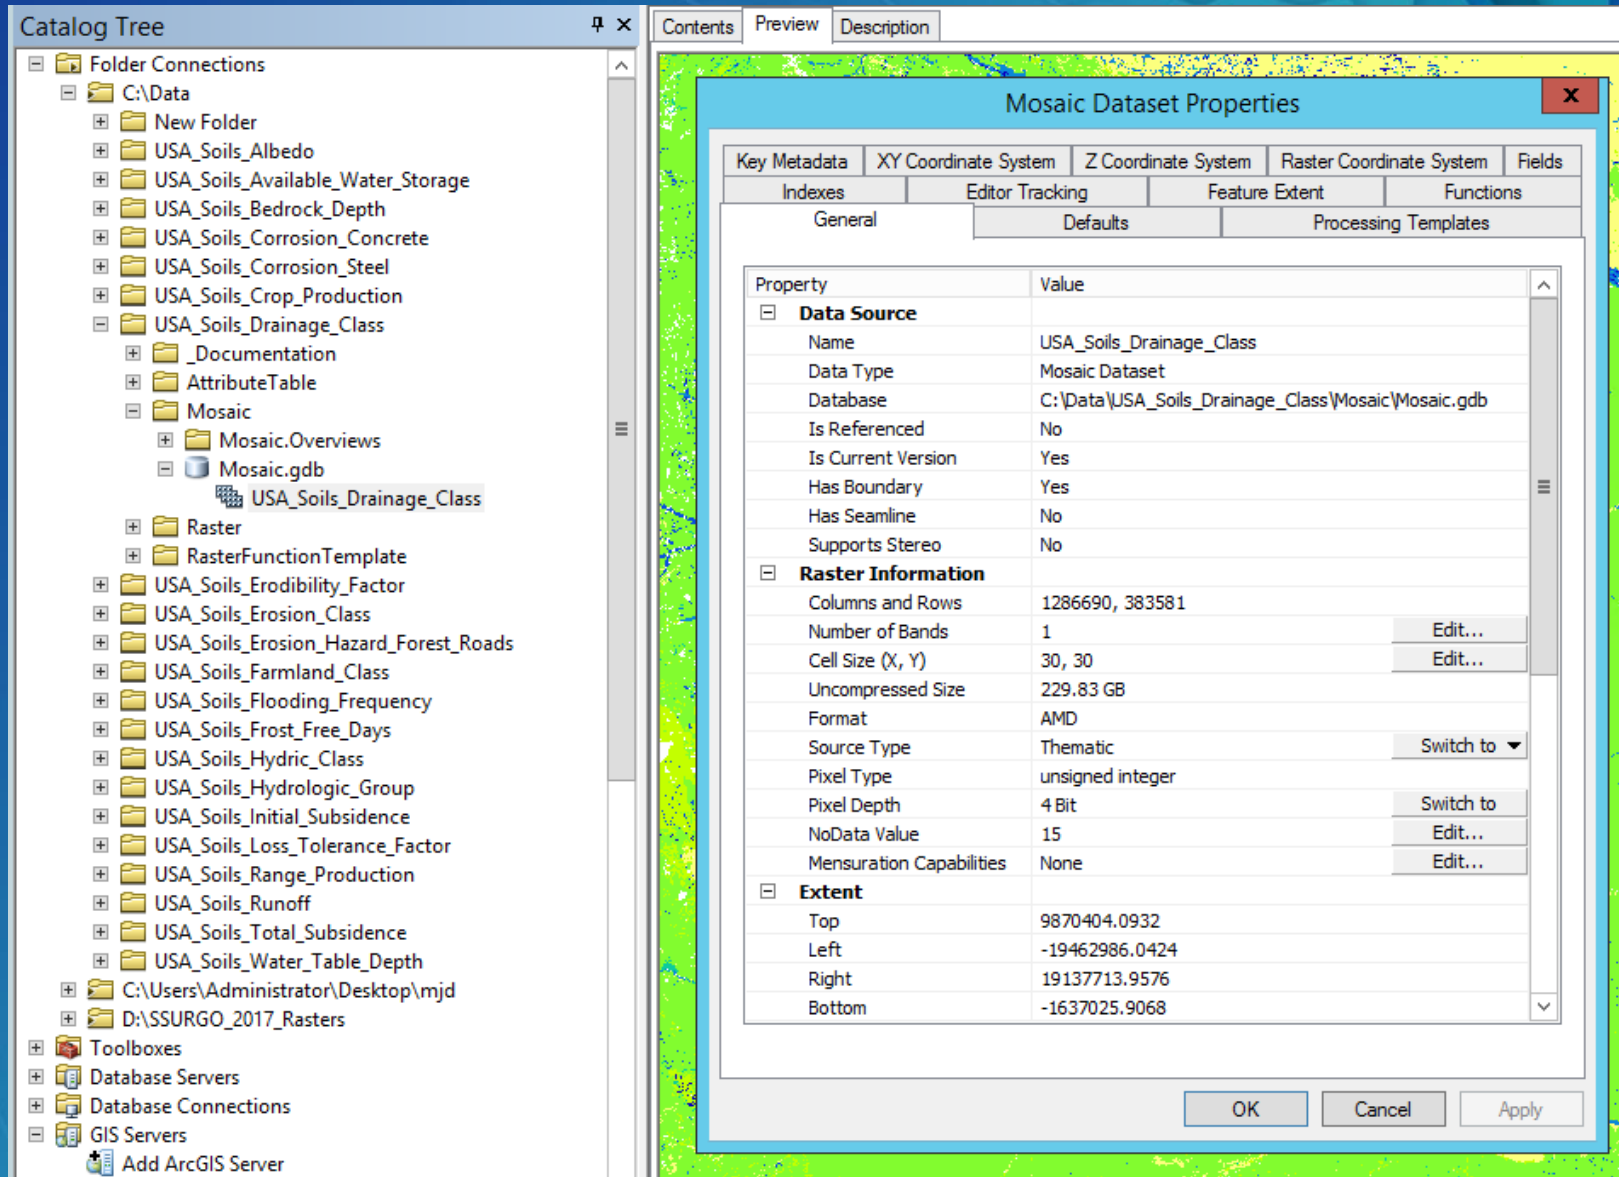 Catalog Tree
Folder Connections
C:\Data
New Folder
USA_Soils_Albedo
USA_Soils_Available_Water_Storage
USA_Soils_Bedrock_Depth
USA_Soils_Corrosion_Concrete
USA_Soils_Corrosion_Steel
USA_Soils_Crop_Production
USA_Soils_Drainage_Class
_Documentation
AttributeTable
Mosaic
Mosaic.Overviews
Mosaic.gdb
USA_Soils_Drainage_Class
Raster
RasterFunctionTemplate
USA_Soils_Erodibility_Factor
USA_Soils_Erosion_Class
USA_Soils_Erosion_Hazard_Forest_Roads
USA_Soils_Farmland_Class
USA_Soils_Flooding_Frequency
USA_Soils_Frost_Free_Days
USA_Soils_Hydric_Class
USA_Soils_Hydrologic_Group
USA_Soils_Initial_Subsidence
USA_Soils_Loss_Tolerance_Factor
USA_Soils_Range_Production
USA_Soils_Runoff
USA_Soils_Total_Subsidence
USA_Soils_Water_Table_Depth
C:\Users\Administrator\Desktop\mjd
D:\SSURGO_2017_Rasters
Toolboxes
Database Servers
Database Connections
GIS Servers
Add ArcGIS Server
Contents Preview Description
Mosaic Dataset Properties
Key Metadata XY Coordinate System Z Coordinate System Raster Coordinate System Fields
Indexes Editor Tracking Feature Extent Functions
General Defaults Processing Templates
Property Value
Data Source
Name USA_Soils_Drainage_Class
Data Type Mosaic Dataset
Database C:\Data\USA_Soils_Drainage_Class\Mosaic\Mosaic.gdb
Is Referenced No
Is Current Version Yes
Has Boundary Yes
Has Seamline No
Supports Stereo No
Raster Information
Columns and Rows 1286690, 383581
Number of Bands 1 Edit...
Cell Size (X, Y) 30, 30 Edit...
Uncompressed Size 229.83 GB
Format AMD
Source Type Thematic Switch to
Pixel Type unsigned integer
Pixel Depth 4 Bit Switch to
NoData Value 15 Edit...
Mensuration Capabilities None Edit...
Extent
Top 9870404.0932
Left -19462986.0424
Right 19137713.9576
Bottom -1637025.9068
OK Cancel Apply